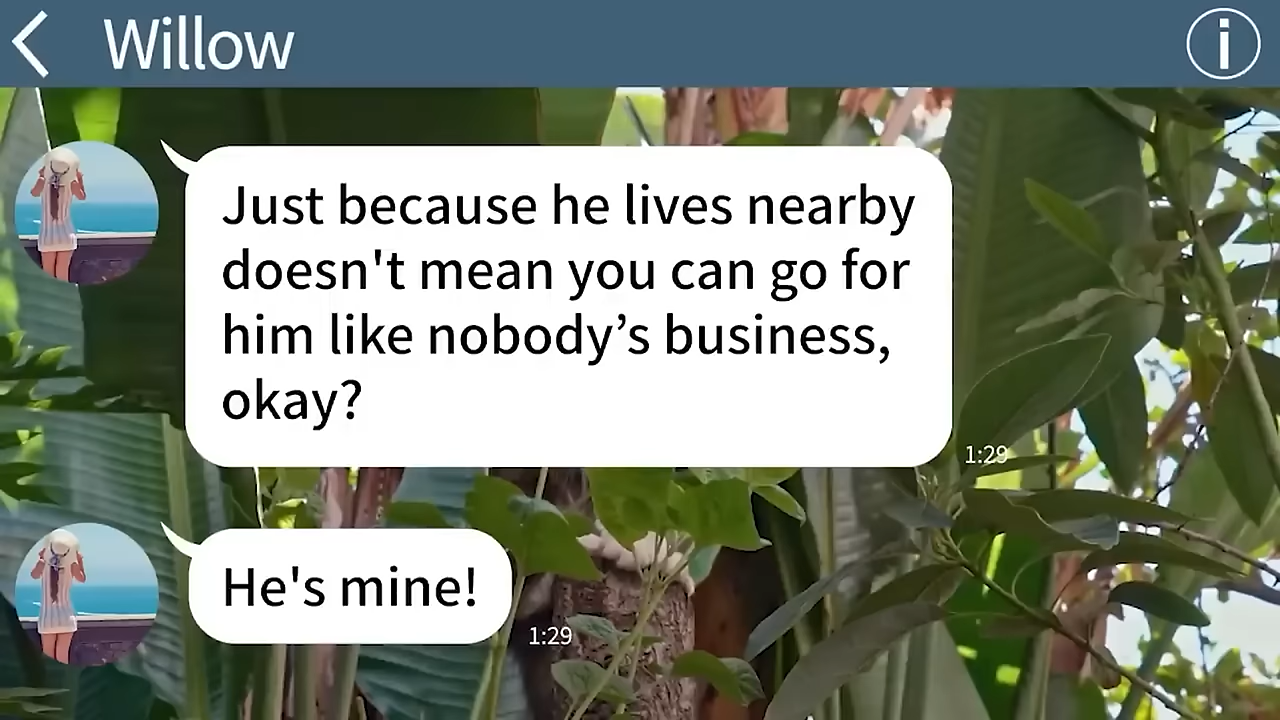 Willow
Just because he lives nearby
doesn't mean you can go for
him like nobody’s business,
okay?
1:29
He's mine!
1:29